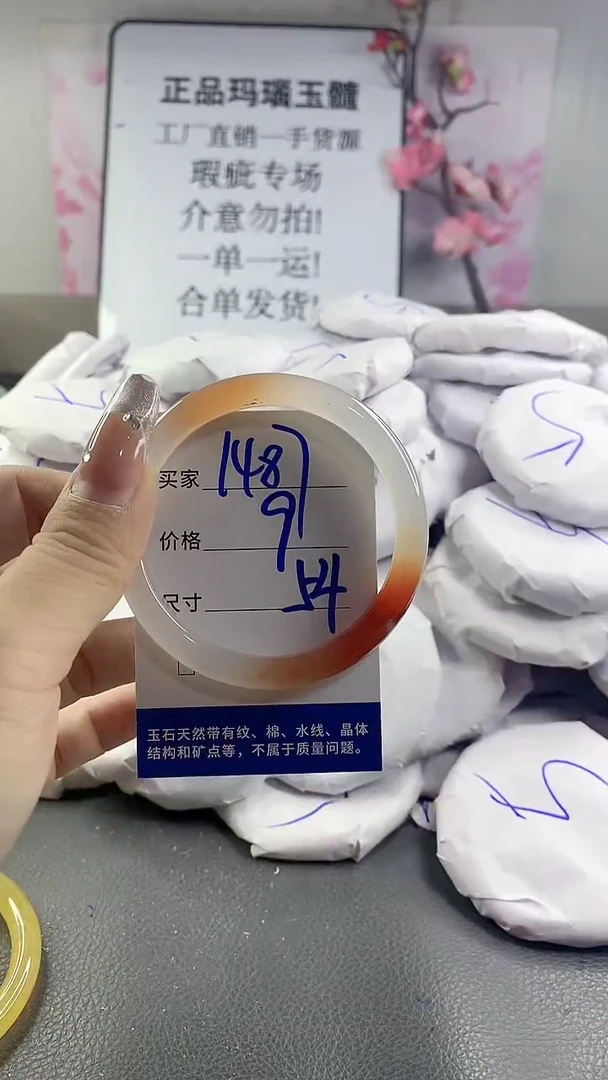 正品玛瑙玉髓
工厂直销一手货源
瑕疵专场
介意勿拍!
一单一运!
合单发货!
买家 148
价格 9
尺寸 54
玉石天然带有纹、棉、水线、晶体
结构和矿点等，不属于质量问题。